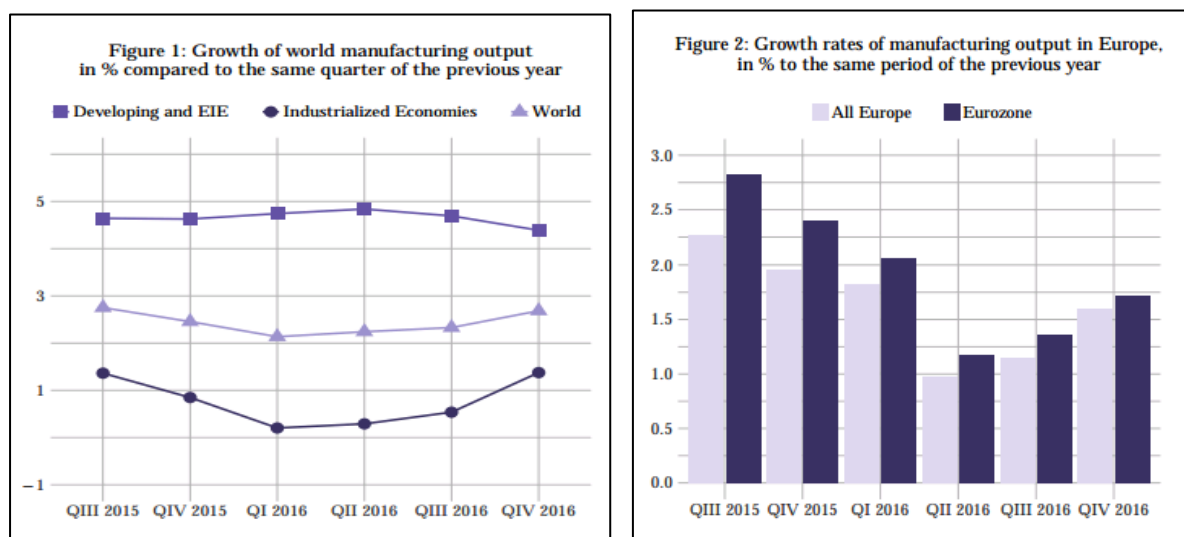 Figure 1: Growth of world manufacturing output
in % compared to the same quarter of the previous year
Developing and EIE Industrialized Economies World
5
3
1
−1
QIII 2015 QIV 2015 QI 2016 QII 2016 QIII 2016 QIV 2016
Figure 2: Growth rates of manufacturing output in Europe,
in % to the same period of the previous year
All Europe Eurozone
3.0
2.5
2.0
1.5
1.0
0.5
0.0
QIII 2015 QIV 2015 QI 2016 QII 2016 QIII 2016 QIV 2016